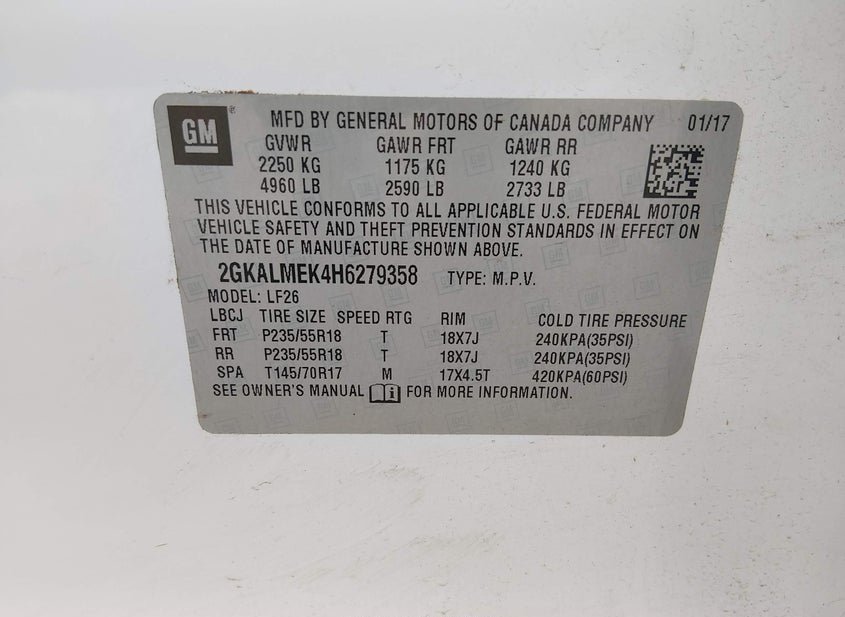 GM ® MFD BY GENERAL MOTORS OF CANADA COMPANY 01/17
GVWR GAWR FRT GAWR RR
2250 KG 1175 KG 1240 KG
4960 LB 2590 LB 2733 LB
THIS VEHICLE CONFORMS TO ALL APPLICABLE U.S. FEDERAL MOTOR
VEHICLE SAFETY AND THEFT PREVENTION STANDARDS IN EFFECT ON
THE DATE OF MANUFACTURE SHOWN ABOVE.
2GKALMEK4H6279358 TYPE: M.P.V.
MODEL: LF26
LBCJ TIRE SIZE SPEED RTG RIM COLD TIRE PRESSURE
FRT P235/55R18 T 18X7J 240KPA(35PSI)
RR P235/55R18 T 18X7J 240KPA(35PSI)
SPA T145/70R17 M 17X4.5T 420KPA(60PSI)
SEE OWNER'S MANUAL i FOR MORE INFORMATION.